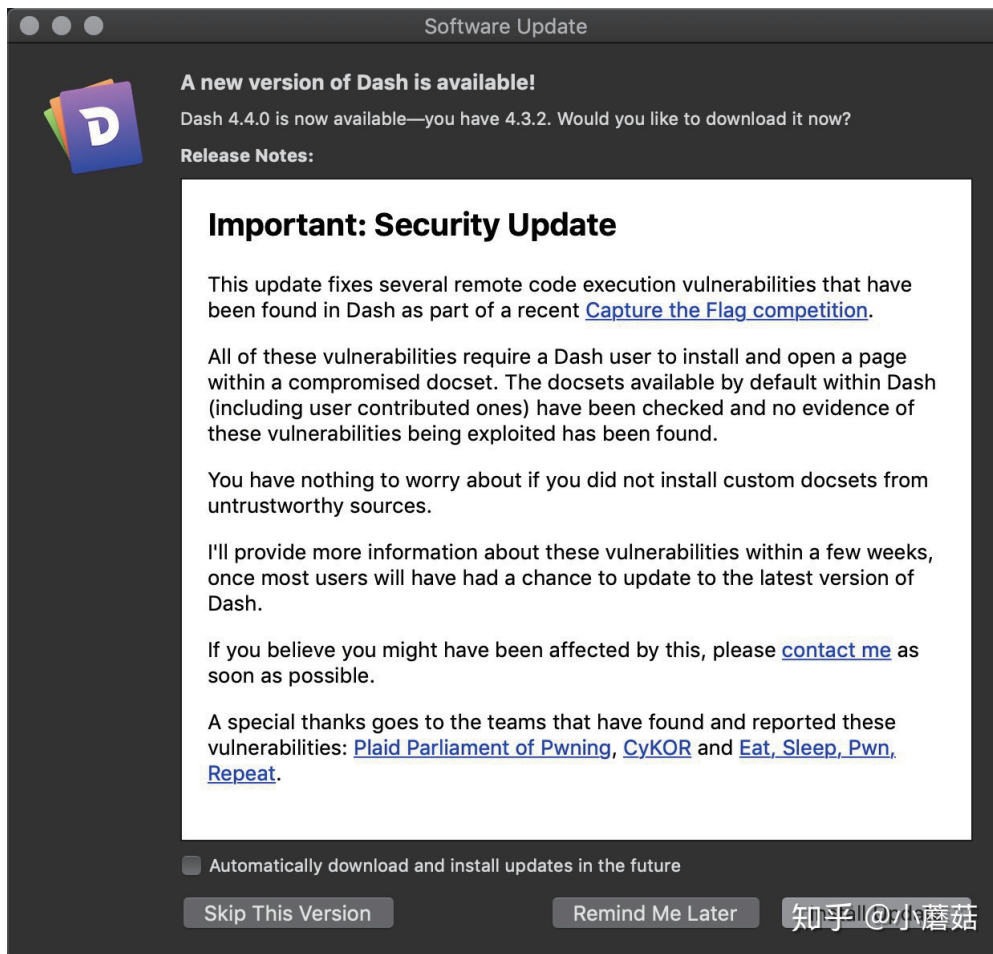 Software Update
A new version of Dash is available!
Dash 4.4.0 is now available—you have 4.3.2. Would you like to download it now?
Release Notes:
Important: Security Update
This update fixes several remote code execution vulnerabilities that have
been found in Dash as part of a recent Capture the Flag competition.
All of these vulnerabilities require a Dash user to install and open a page
within a compromised docset. The docsets available by default within Dash
(including user contributed ones) have been checked and no evidence of
these vulnerabilities being exploited has been found.
You have nothing to worry about if you did not install custom docsets from
untrustworthy sources.
I'll provide more information about these vulnerabilities within a few weeks,
once most users will have had a chance to update to the latest version of
Dash.
If you believe you might have been affected by this, please contact me as
soon as possible.
A special thanks goes to the teams that have found and reported these
vulnerabilities: Plaid Parliament of Pwning, CyKOR and Eat, Sleep, Pwn,
Repeat.
Automatically download and install updates in the future
Skip This Version
Remind Me Later
知乎 @小蘑菇